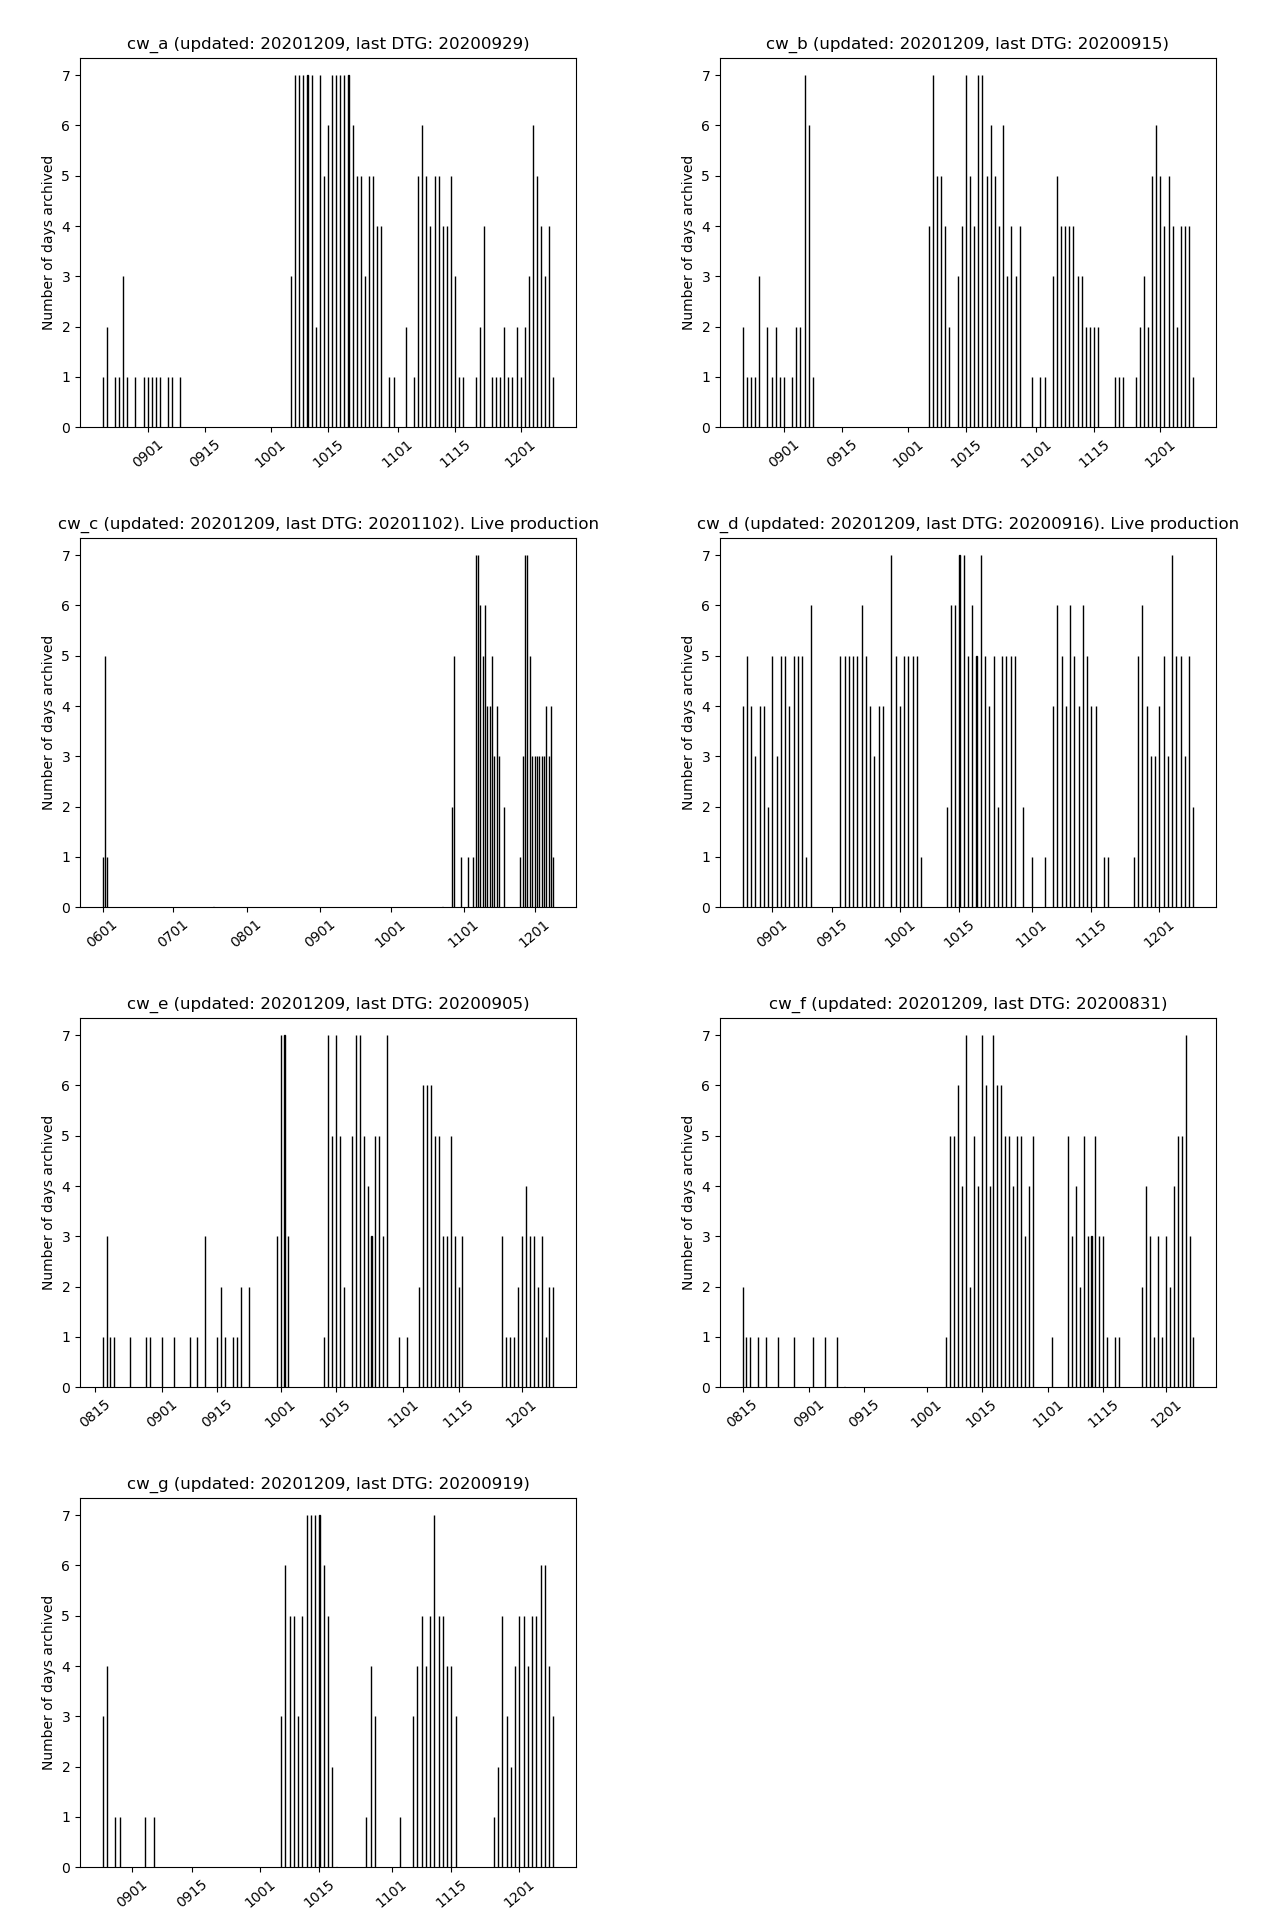 cw_a (updated: 20201209, last DTG: 20200929)
Number of days archived
7
6
5
4
3
2
1
0
0901 0915 1001 1015 1101 1115 1201
cw_b (updated: 20201209, last DTG: 20200915)
Number of days archived
7
6
5
4
3
2
1
0
0901 0915 1001 1015 1101 1115 1201
cw_c (updated: 20201209, last DTG: 20201102). Live production
Number of days archived
7
6
5
4
3
2
1
0
0601 0701 0801 0901 1001 1101 1201
cw_d (updated: 20201209, last DTG: 20200916). Live production
Number of days archived
7
6
5
4
3
2
1
0
0901 0915 1001 1015 1101 1115 1201
cw_e (updated: 20201209, last DTG: 20200905)
Number of days archived
7
6
5
4
3
2
1
0
0815 0901 0915 1001 1015 1101 1115 1201
cw_f (updated: 20201209, last DTG: 20200831)
Number of days archived
7
6
5
4
3
2
1
0
0815 0901 0915 1001 1015 1101 1115 1201
cw_g (updated: 20201209, last DTG: 20200919)
Number of days archived
7
6
5
4
3
2
1
0
0901 0915 1001 1015 1101 1115 1201